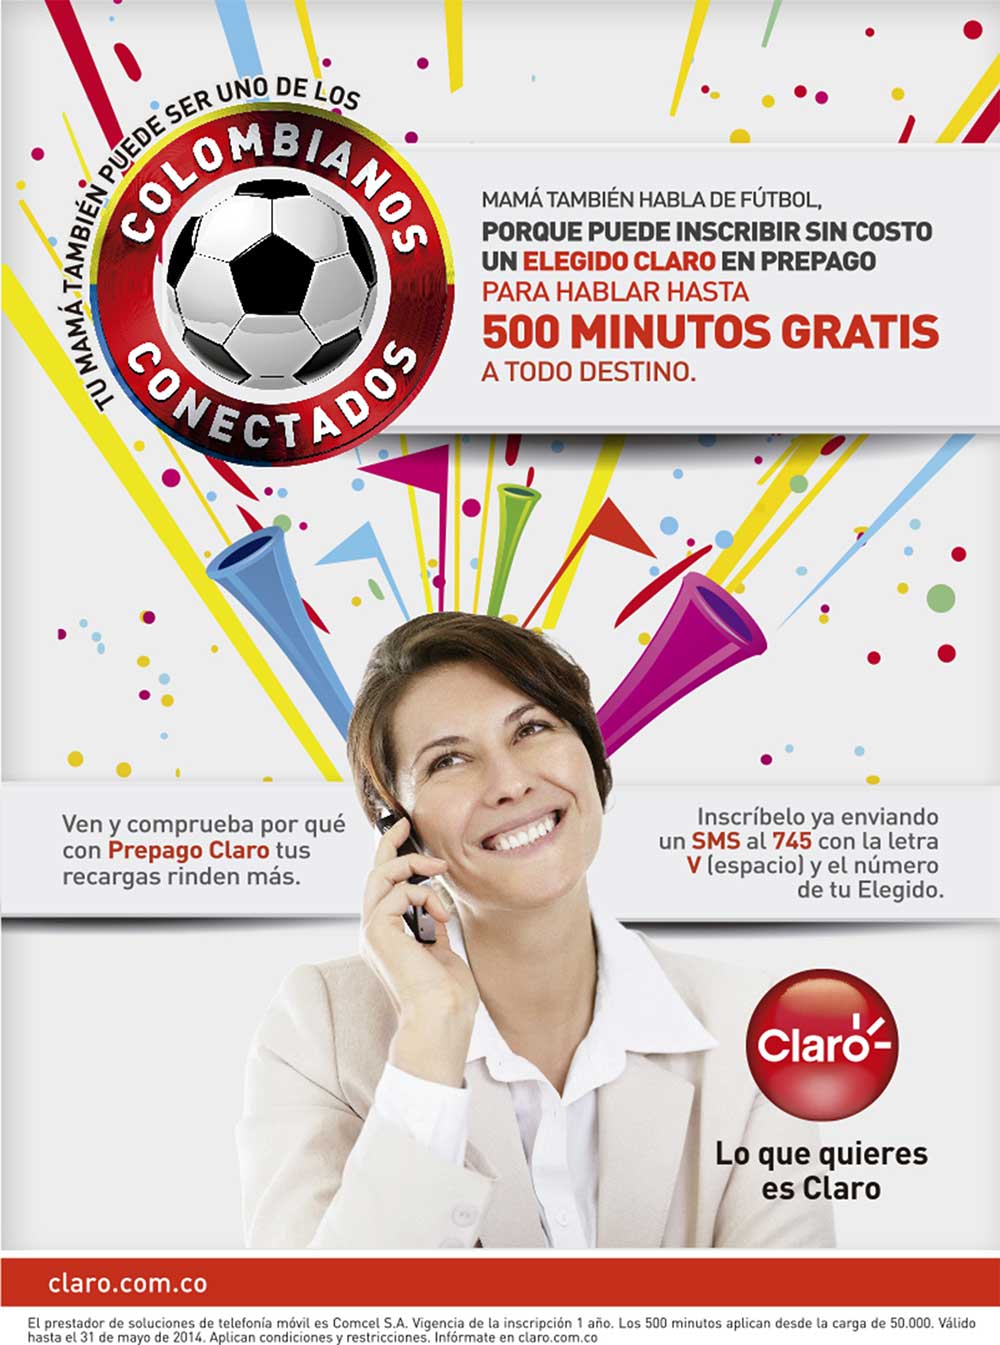 TU MAMÁ TAMBIÉN PUEDE SER UNO DE LOS
COLOMBIANOS
CONECTADOS
MAMÁ TAMBIÉN HABLA DE FÚTBOL,
PORQUE PUEDE INSCRIBIR SIN COSTO
UN ELEGIDO CLARO EN PREPAGO
PARA HABLAR HASTA
500 MINUTOS GRATIS
A TODO DESTINO.
Ven y comprueba por qué
con Prepago Claro tus
recargas rinden más.
Inscríbelo ya enviando
un SMS al 745 con la letra
V (espacio) y el número
de tu Elegido.
Claro
Lo que quieres
es Claro
claro.com.co
El prestador de soluciones de telefonía móvil es Comcel S.A. Vigencia de la inscripción 1 año. Los 500 minutos aplican desde la carga de 50.000. Válido
hasta el 31 de mayo de 2014. Aplican condiciones y restricciones. Infórmate en claro.com.co